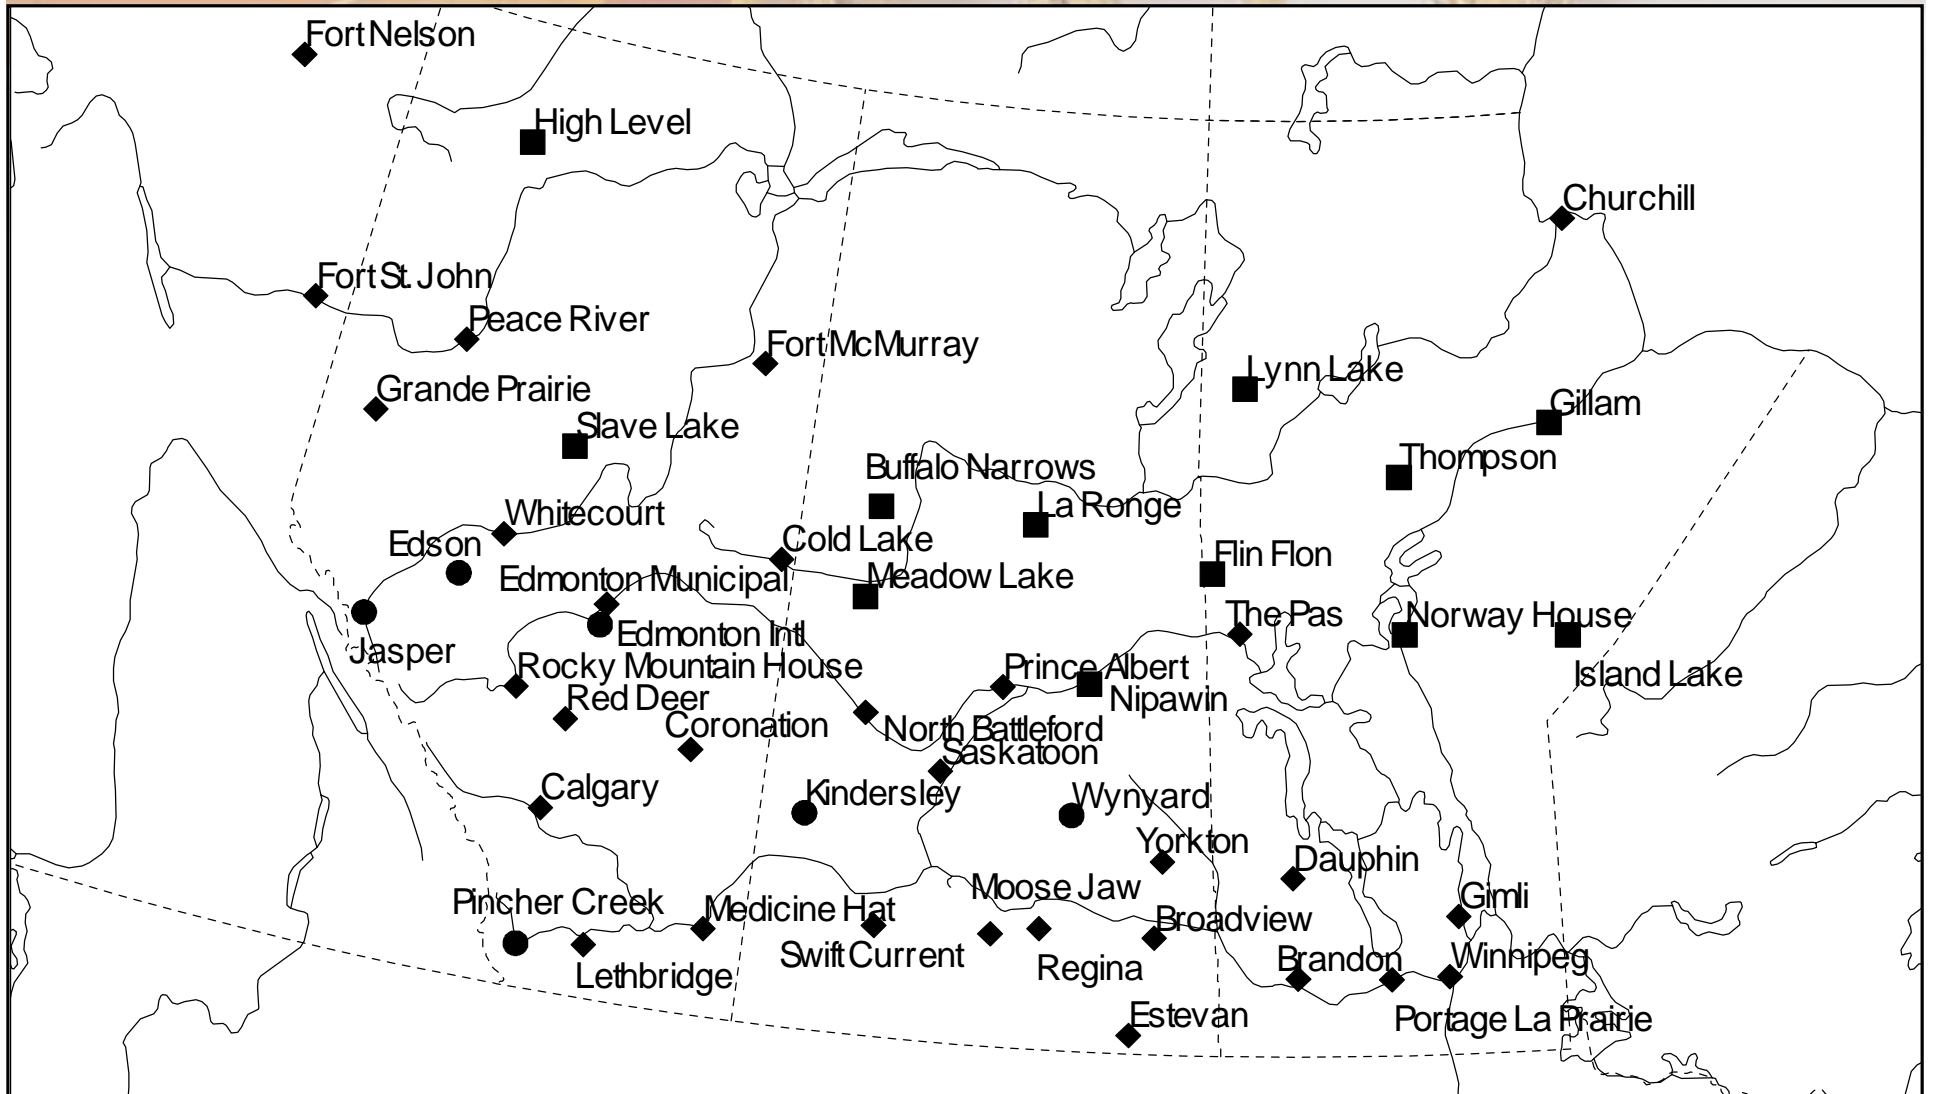 Fort Nelson
High Level
Churchill
Fort St. John
Peace River
Fort McMurray
Lynn Lake
Grande Prairie
Gillam
Slave Lake
Thompson
Buffalo Narrows
La Ronge
Whitecourt
Cold Lake
Edson
Flin Flon
Edmonton Municipal
Meadow Lake
The Pas
Norway House
Edmonton Intl
Jasper
Rocky Mountain House
Prince Albert
Island Lake
Red Deer
Nipawin
Coronation
North Battleford
Saskatoon
Calgary
Kindersley
Wynyard
Yorkton
Dauphin
Moose Jaw
Gimli
Pincher Creek
Medicine Hat
Broadview
Swift Current
Winnipeg
Brandon
Regina
Lethbridge
Estevan
Portage La Prairie